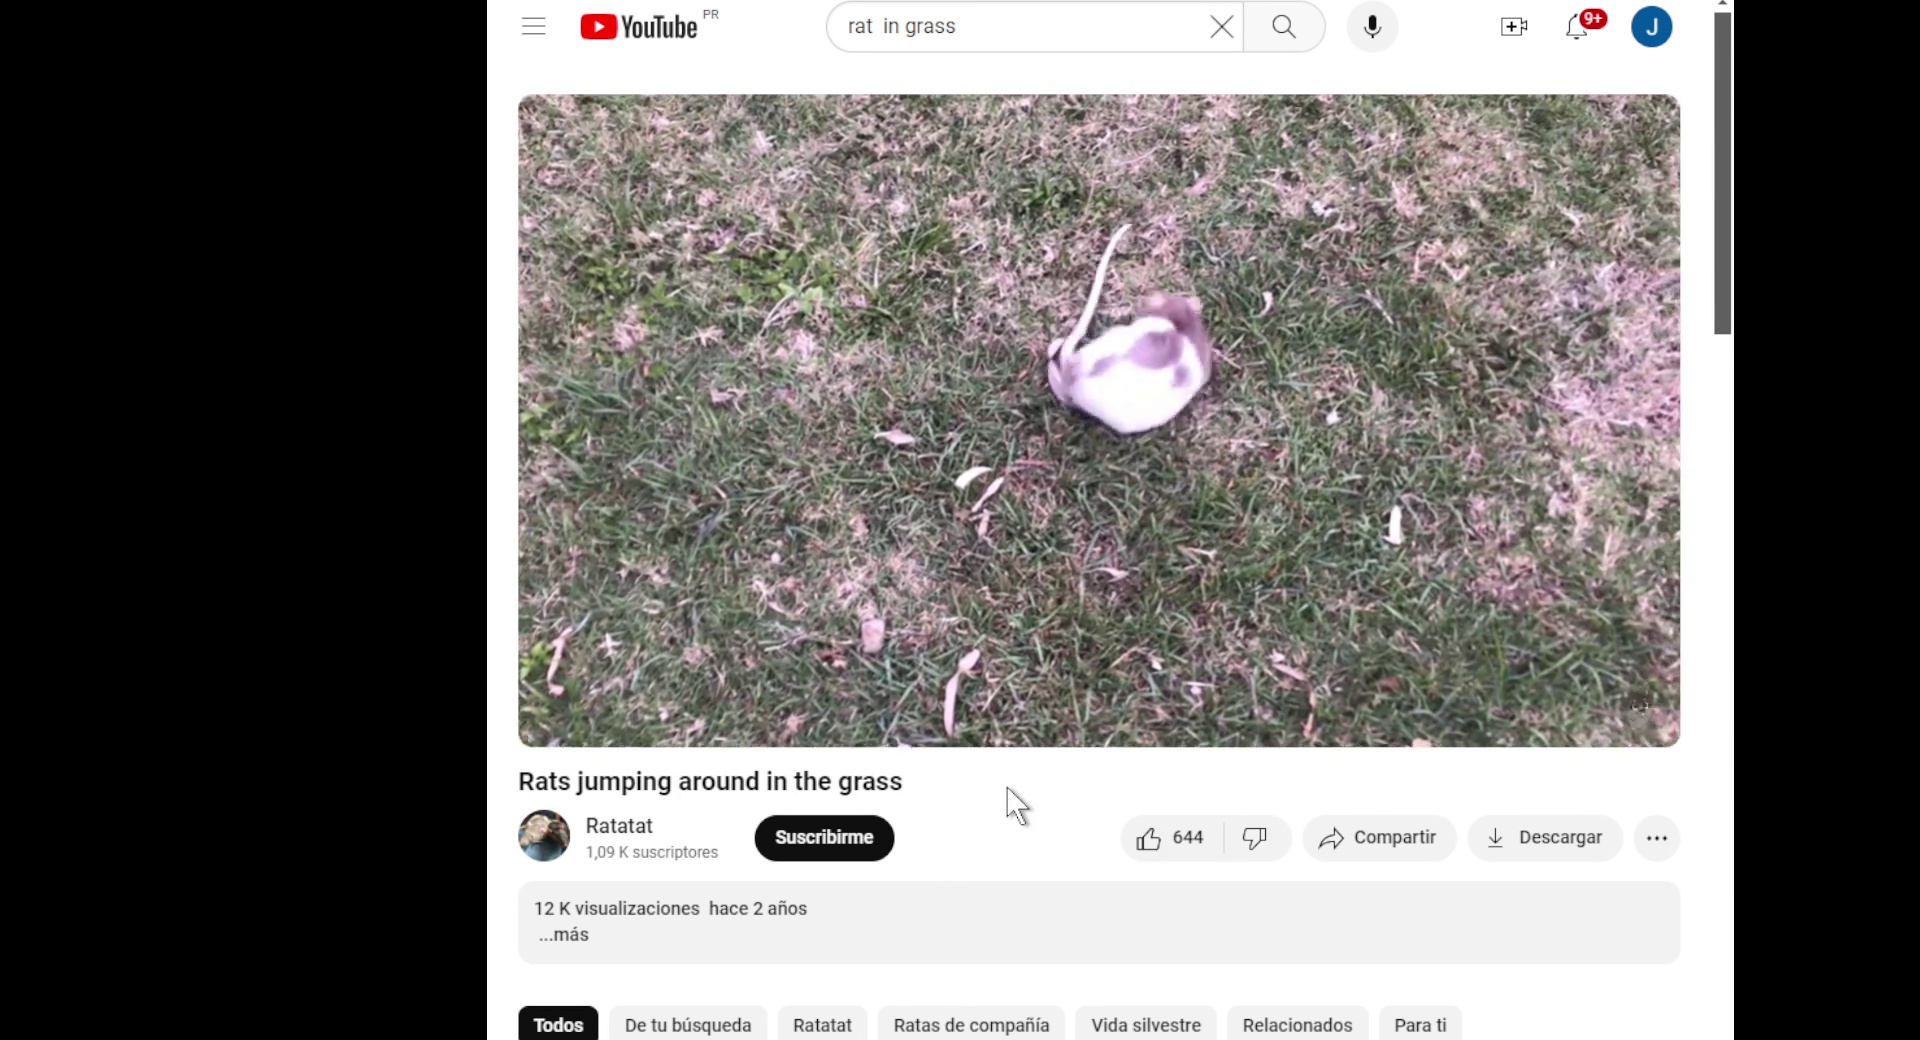 YouTube PR
rat  in grass
9+
J
Rats jumping around in the grass
Ratatat
1,09 K suscriptores
Suscribirme
644
Compartir
Descargar
12 K visualizaciones  hace 2 años
...más
Todos
De tu búsqueda
Ratatat
Ratas de compañía
Vida silvestre
Relacionados
Para ti